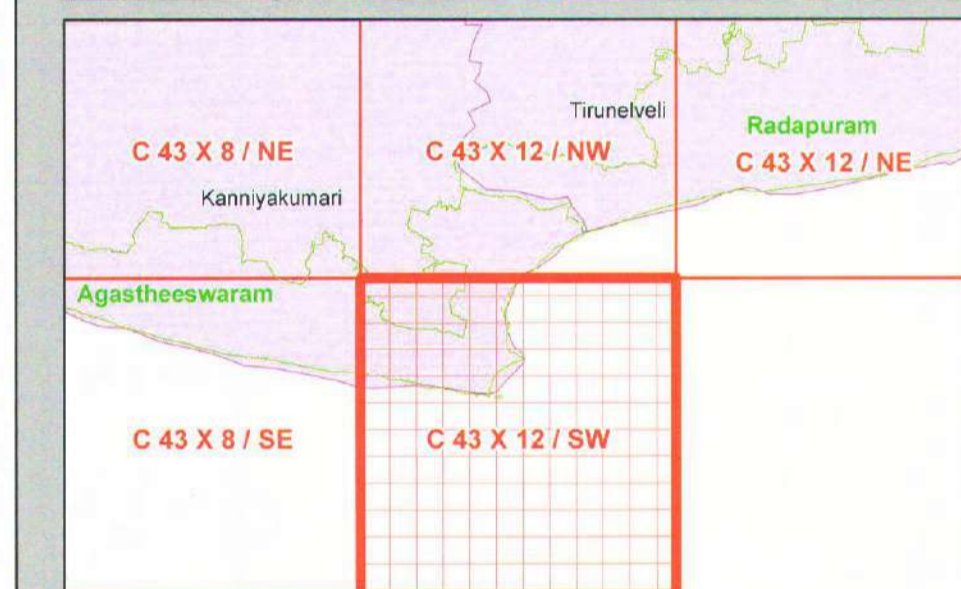 Tirunelveli
Radapuram
C 43 X 8 / NE
C 43 X 12 / NW
C 43 X 12 / NE
Kanniyakumari
Agastheeswaram
C 43 X 8 / SE
C 43 X 12 / SW